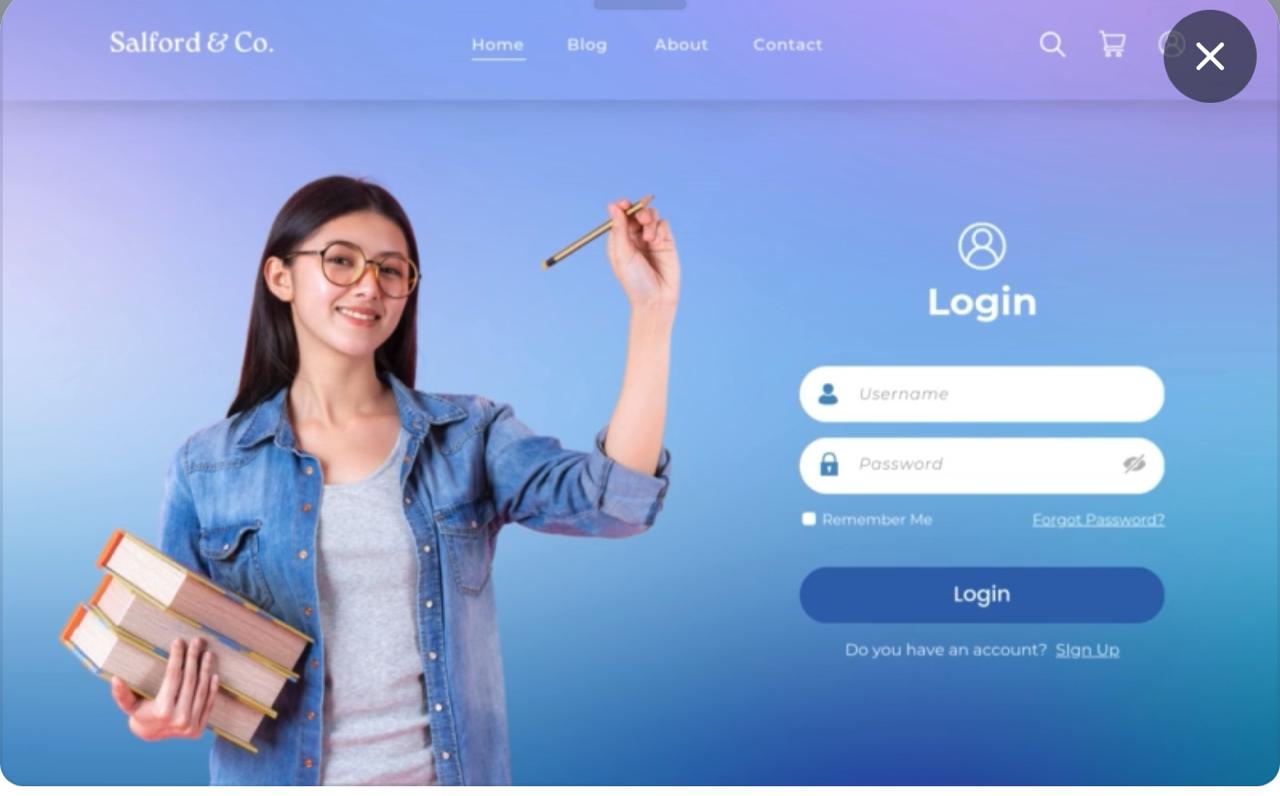 Salford & Co.
Home Blog About Contact
Login
Username
Password
Remember Me Forgot Password?
Login
Do you have an account? SIgn Up